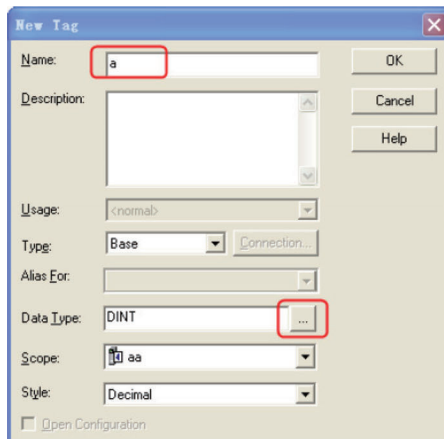 New Tag
Name: a OK
Description: Cancel
Help
Usage: <normal>
Type: Base Connection...
Alias For:
Data Type: DINT ...
Scope: aa
Style: Decimal
Open Configuration